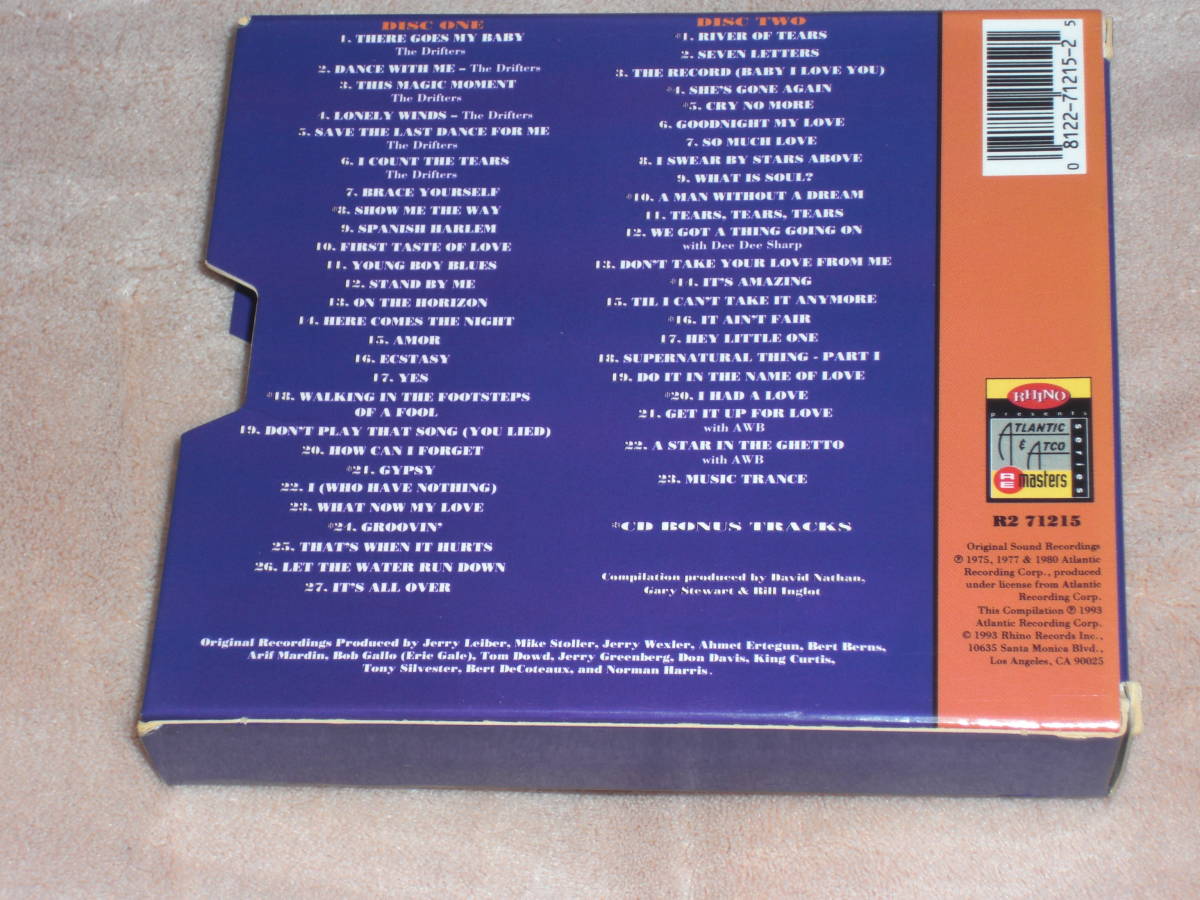 DISC ONE
1. THERE GOES MY BABY
The Drifters
2. DANCE WITH ME – The Drifters
3. THIS MAGIC MOMENT
The Drifters
4. LONELY WINDS – The Drifters
5. SAVE THE LAST DANCE FOR ME
The Drifters
6. I COUNT THE TEARS
The Drifters
7. BRACE YOURSELF
*8. SHOW ME THE WAY
9. SPANISH HARLEM
10. FIRST TASTE OF LOVE
11. YOUNG BOY BLUES
12. STAND BY ME
13. ON THE HORIZON
14. HERE COMES THE NIGHT
15. AMOR
16. ECSTASY
17. YES
*18. WALKING IN THE FOOTSTEPS
OF A FOOL
19. DON'T PLAY THAT SONG (YOU LIED)
20. HOW CAN I FORGET
*21. GYPSY
22. I (WHO HAVE NOTHING)
23. WHAT NOW MY LOVE
*24. GROOVIN'
25. THAT'S WHEN IT HURTS
26. LET THE WATER RUN DOWN
27. IT'S ALL OVER
DISC TWO
*1. RIVER OF TEARS
2. SEVEN LETTERS
3. THE RECORD (BABY I LOVE YOU)
*4. SHE'S GONE AGAIN
*5. CRY NO MORE
6. GOODNIGHT MY LOVE
7. SO MUCH LOVE
8. I SWEAR BY STARS ABOVE
9. WHAT IS SOUL?
*10. A MAN WITHOUT A DREAM
11. TEARS, TEARS, TEARS
12. WE GOT A THING GOING ON
with Dee Dee Sharp
13. DON'T TAKE YOUR LOVE FROM ME
*14. IT'S AMAZING
15. TIL I CAN'T TAKE IT ANYMORE
*16. IT AIN'T FAIR
17. HEY LITTLE ONE
18. SUPERNATURAL THING - PART I
19. DO IT IN THE NAME OF LOVE
*20. I HAD A LOVE
21. GET IT UP FOR LOVE
with AWB
22. A STAR IN THE GHETTO
with AWB
23. MUSIC TRANCE
*CD BONUS TRACKS
Compilation produced by David Nathan,
Gary Stewart & Bill Inglot
Original Recordings Produced by Jerry Leiber, Mike Stoller, Jerry Wexler, Ahmet Ertegun, Bert Berns,
Arif Mardin, Bob Gallo (Eric Gale), Tom Dowd, Jerry Greenberg, Don Davis, King Curtis,
Tony Silvester, Bert DeCoteaux, and Norman Harris.
0 8122-71215-2 5
RHINO
presents
ATLANTIC
& ATCO
RE masters
series
R2 71215
Original Sound Recordings
℗ 1975, 1977 & 1980 Atlantic
Recording Corp., produced
under license from Atlantic
Recording Corp.
This Compilation ℗ 1993
Atlantic Recording Corp.
© 1993 Rhino Records Inc.,
10635 Santa Monica Blvd.,
Los Angeles, CA 90025